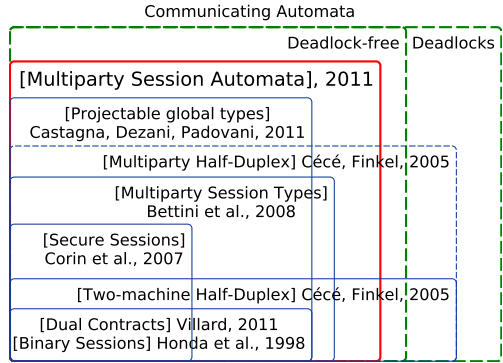 Communicating Automata
Deadlock-free Deadlocks
[Multiparty Session Automata], 2011
[Projectable global types]
Castagna, Dezani, Padovani, 2011
[Multiparty Half-Duplex] Cécé, Finkel, 2005
[Multiparty Session Types]
Bettini et al., 2008
[Secure Sessions]
Corin et al., 2007
[Two-machine Half-Duplex] Cécé, Finkel, 2005
[Dual Contracts] Villard, 2011
[Binary Sessions] Honda et al., 1998